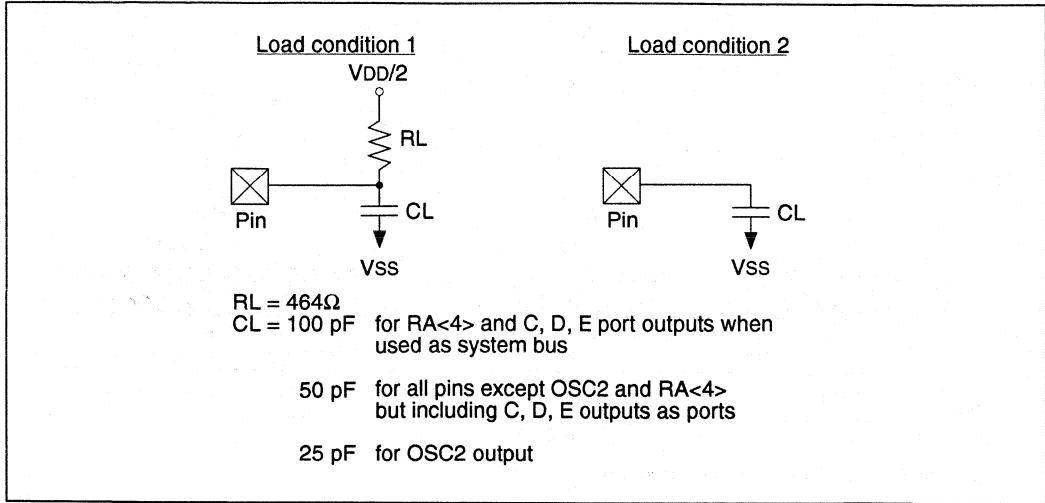 Load condition 1
VDD/2
RL
Pin
CL
VSS
Load condition 2
Pin
CL
VSS
RL = 464Ω
CL = 100 pF for RA<4> and C, D, E port outputs when
used as system bus
50 pF for all pins except OSC2 and RA<4>
but including C, D, E outputs as ports
25 pF for OSC2 output